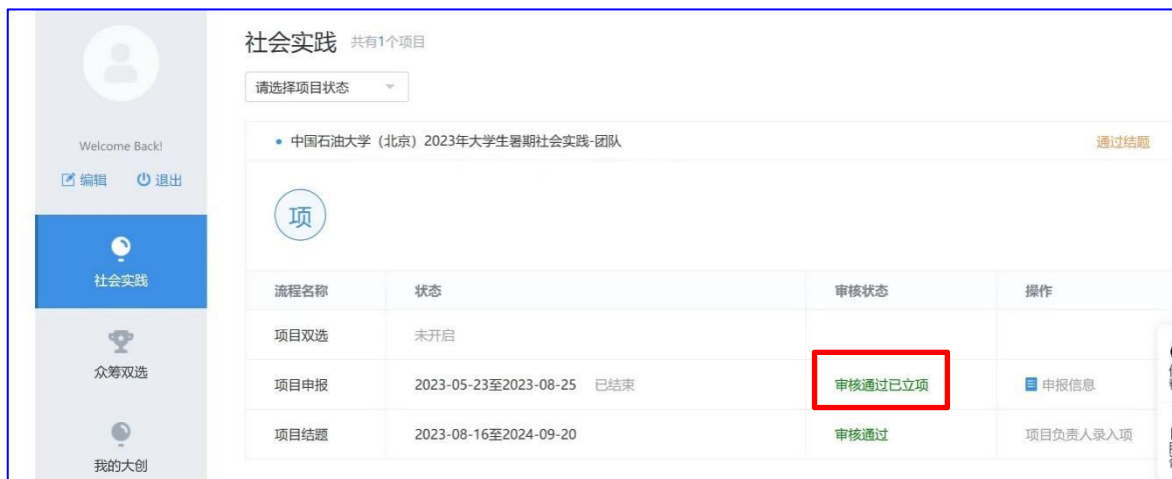 社会实践 共有1个项目
请选择项目状态
Welcome Back!
编辑 退出
社会实践
众筹双选
我的大创
• 中国石油大学（北京）2023年大学生暑期社会实践-团队 通过结题
项
流程名称 状态 审核状态 操作
项目双选 未开启
项目申报 2023-05-23至2023-08-25 已结束 审核通过已立项 申报信息
项目结题 2023-08-16至2024-09-20 审核通过 项目负责人录入项